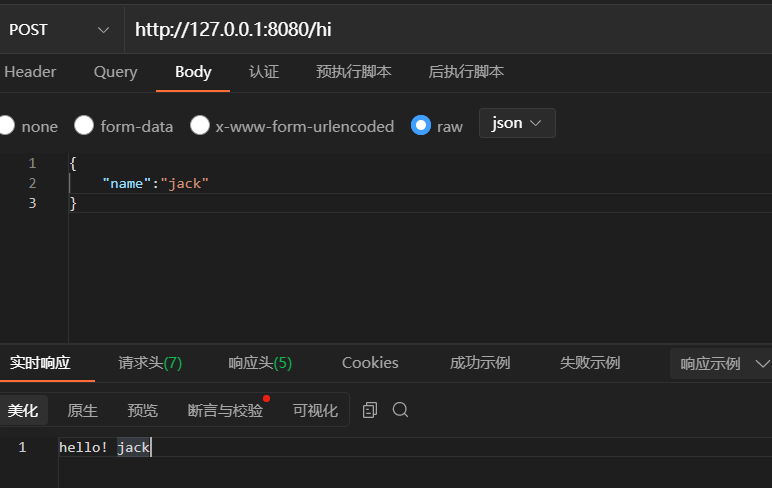 POST http://127.0.0.1:8080/hi
Header Query Body 认证 预执行脚本 后执行脚本
none form-data x-www-form-urlencoded raw json
1 {
2 "name":"jack"
3 }
实时响应 请求头(7) 响应头(5) Cookies 成功示例 失败示例 响应示例
美化 原生 预览 断言与校验 可视化
1 hello! jack